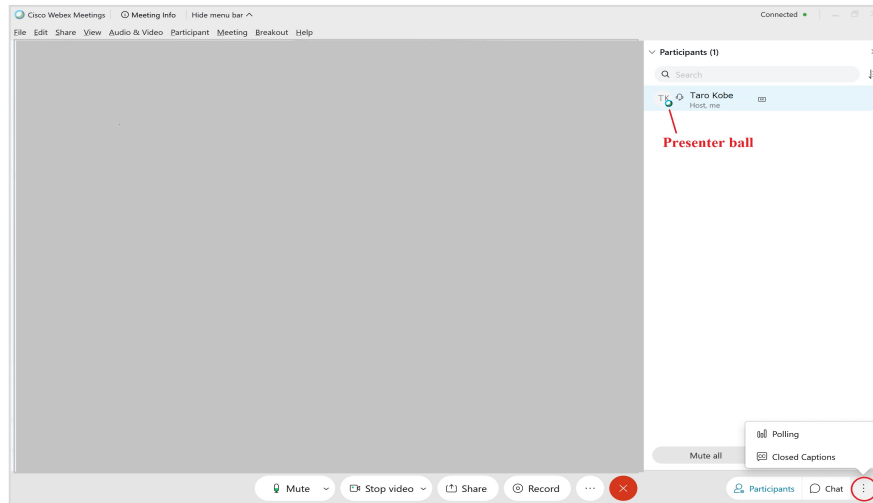 Cisco Webex Meetings Meeting Info Hide menu bar Connected
File Edit Share View Audio & Video Participant Meeting Breakout Help
Participants (1)
Search
TK Taro Kobe
Host, me
Presenter ball
Polling
Mute all Closed Captions
Mute Stop video Share Record Participants Chat